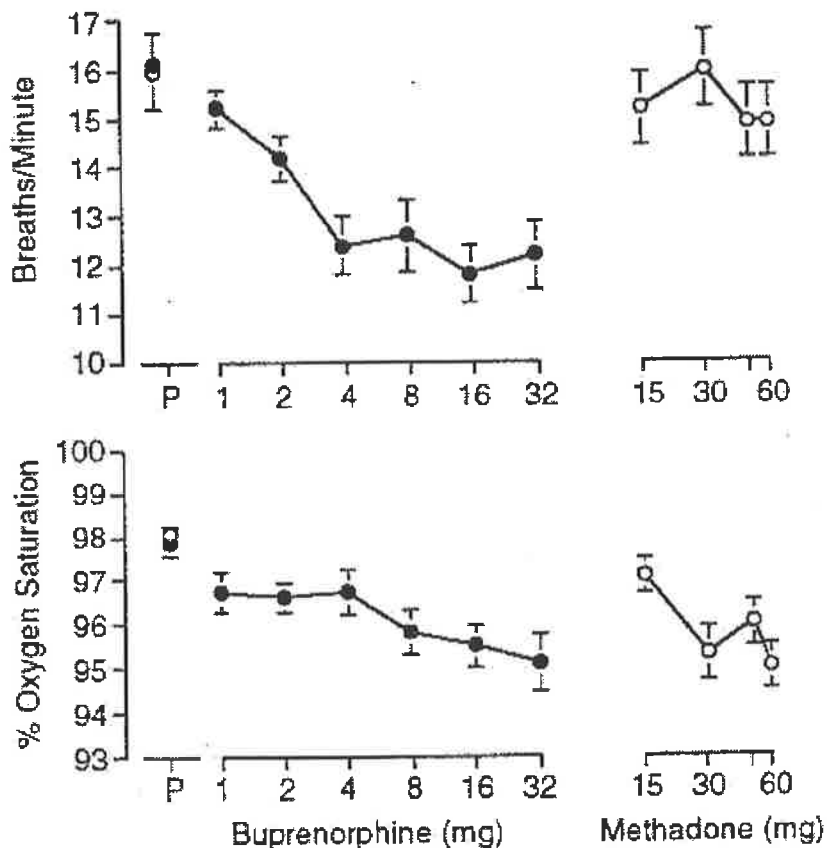 Breaths/Minute
17
16
15
14
13
12
11
10
P
1 2 4 8 16 32
15 30 60
% Oxygen Saturation
100
99
98
97
96
95
94
93
P
1 2 4 8 16 32
15 30 60
Buprenorphine (mg)
Methadone (mg)